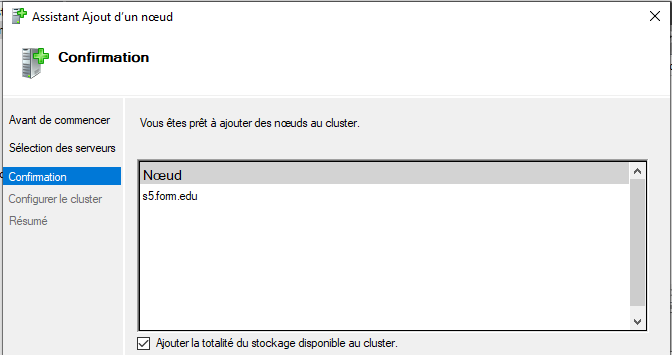 Assistant Ajout d'un nœud
Confirmation
Avant de commencer
Sélection des serveurs
Confirmation
Configurer le cluster
Résumé
Vous êtes prêt à ajouter des nœuds au cluster.
Nœud
s5.form.edu
Ajouter la totalité du stockage disponible au cluster.